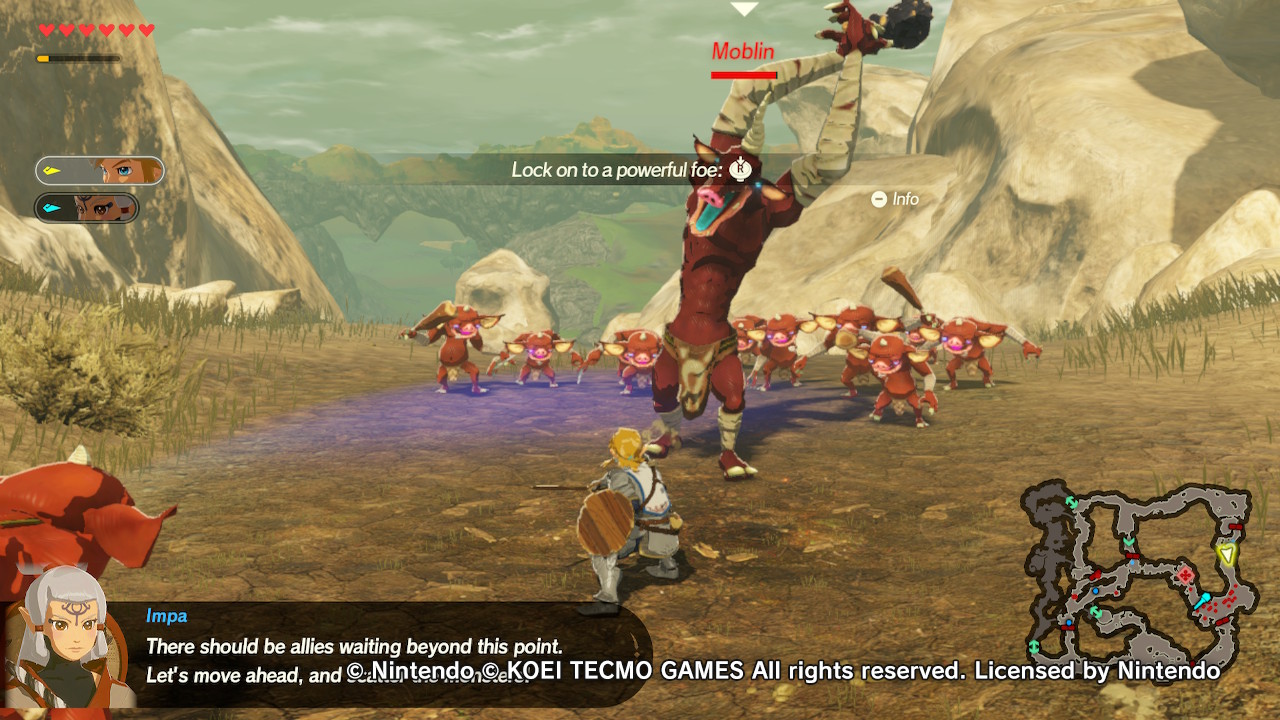 Moblin
Lock on to a powerful foe: R
Info
Impa
There should be allies waiting beyond this point.
Let's move ahead, and
©Nintendo © KOEI TECMO GAMES All rights reserved. Licensed by Nintendo